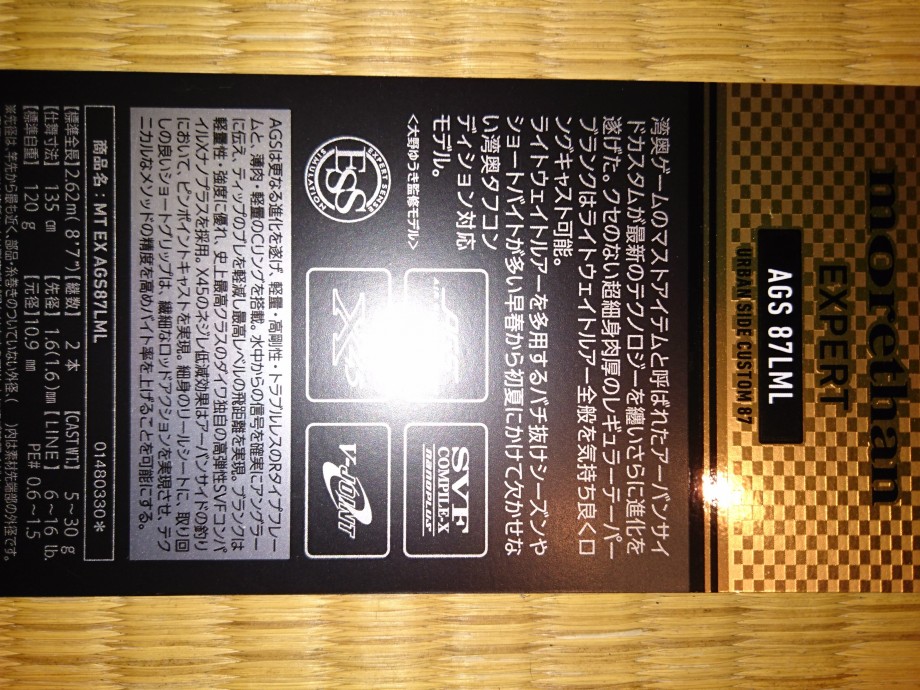 morethan
EXPERT
AGS 87LML
URBAN SIDE CUSTOM 87
湾奥ゲームのマストアイテムと呼ばれたアーバンサイ
ドカスタムが最新のテクノロジーを纏いさらに進化を
遂げた。クセのない超細身肉厚のレギュラーテーパー
ブランクはライトウェイトルアー全般を気持ち良くロ
ングキャスト可能。
ライトウェイトルアーを多用するバチ抜けシーズンや
ショートバイトが多い早春から初夏にかけて欠かせな
い湾奥タフコン
ディション対応
モデル。
<大野ゆうき監修モデル>
EXPERT SENSE
ESS
SIMULATION
SVF
COMPILE-X
nanoplus
X45
V-JOINT
AGSは更なる進化を遂げ、軽量・高剛性・トラブルレスのRタイプフレー
ムと、薄肉・軽量のCリングを搭載。水中からの信号を確実にアングラー
に伝え、ティップのブレを軽減し最高レベルの飛距離を実現。ブランクは
軽量性・強度に優れ、史上最高クラスのダイワ独自の高弾性SVFコンパ
イルXナノプラスを採用。X45のネジレ低減効果はアーバンサイドの釣り
において、ピンポイントキャストを実現。細身のリールシートに、取り回
しの良いショートグリップは、繊細なロッドアクションを実現させ、テク
ニカルなメソッドの精度を高めバイト率を上げることを可能にする。
商品名・MT EX AGS87LML 01480330*
【標準全長】2.62m(8'7")【継数】 2 本 【CASTWT】 5~30 g
【仕舞寸法】 136 cm 【先径】 1.6(1.6)mm【LINE】 6~16 lb.
【標準自重】 120 g 【元径】10.9 mm PE# 0.6~1.5